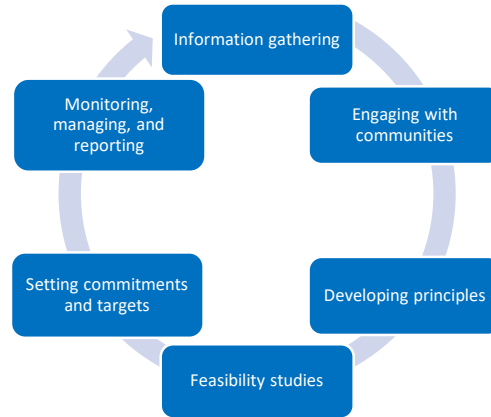 Information gathering
Engaging with
communities
Developing principles
Feasibility studies
Setting commitments
and targets
Monitoring,
managing, and
reporting